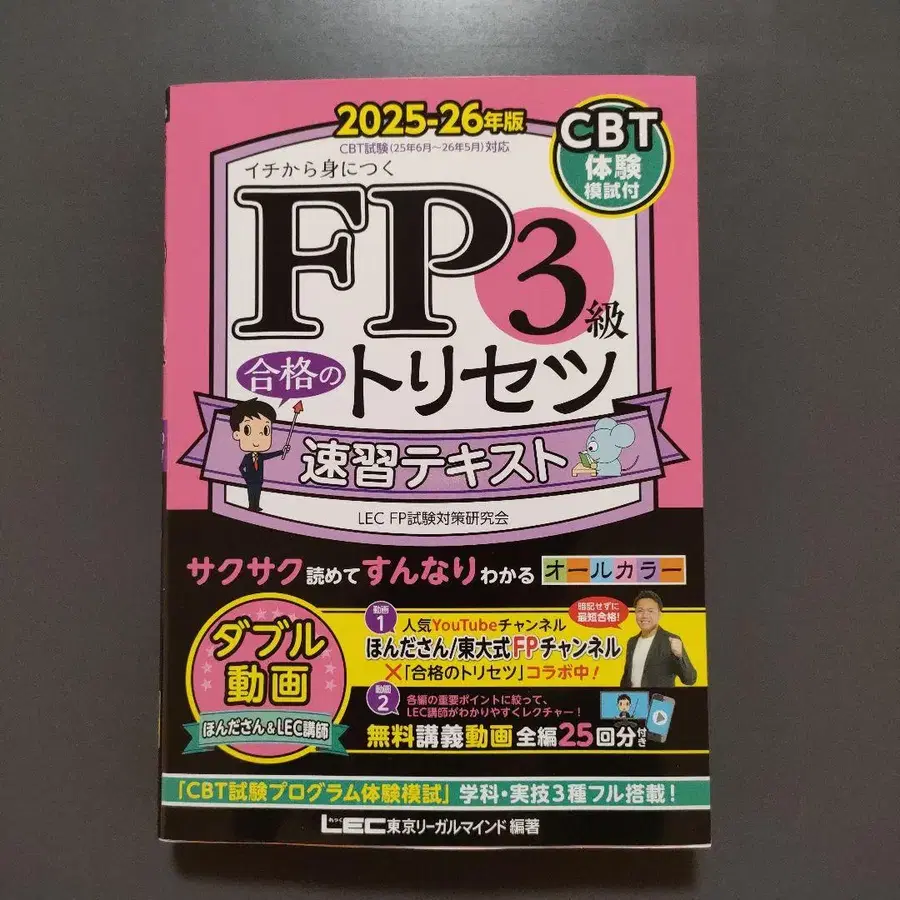 2025-26年版
CBT試験(25年6月~26年5月)対応
CBT
体験
模試付
イチから身につく
FP3級
合格のトリセツ
速習テキスト
LEC FP試験対策研究会
サクサク読めてすんなりわかる オールカラー
ダブル
動画
ほんださん&LEC講師
動画
1
人気YouTubeチャンネル
ほんださん/東大式FPチャンネル
×「合格のトリセツ」コラボ中!
暗記せずに
最短合格!
動画
2
各編の重要ポイントに絞って、
LEC講師がわかりやすくレクチャー!
無料講義動画 全編25回分付き
「CBT試験プログラム体験模試」 学科・実技3種フル搭載!
れっく
LEC東京リーガルマインド 編著